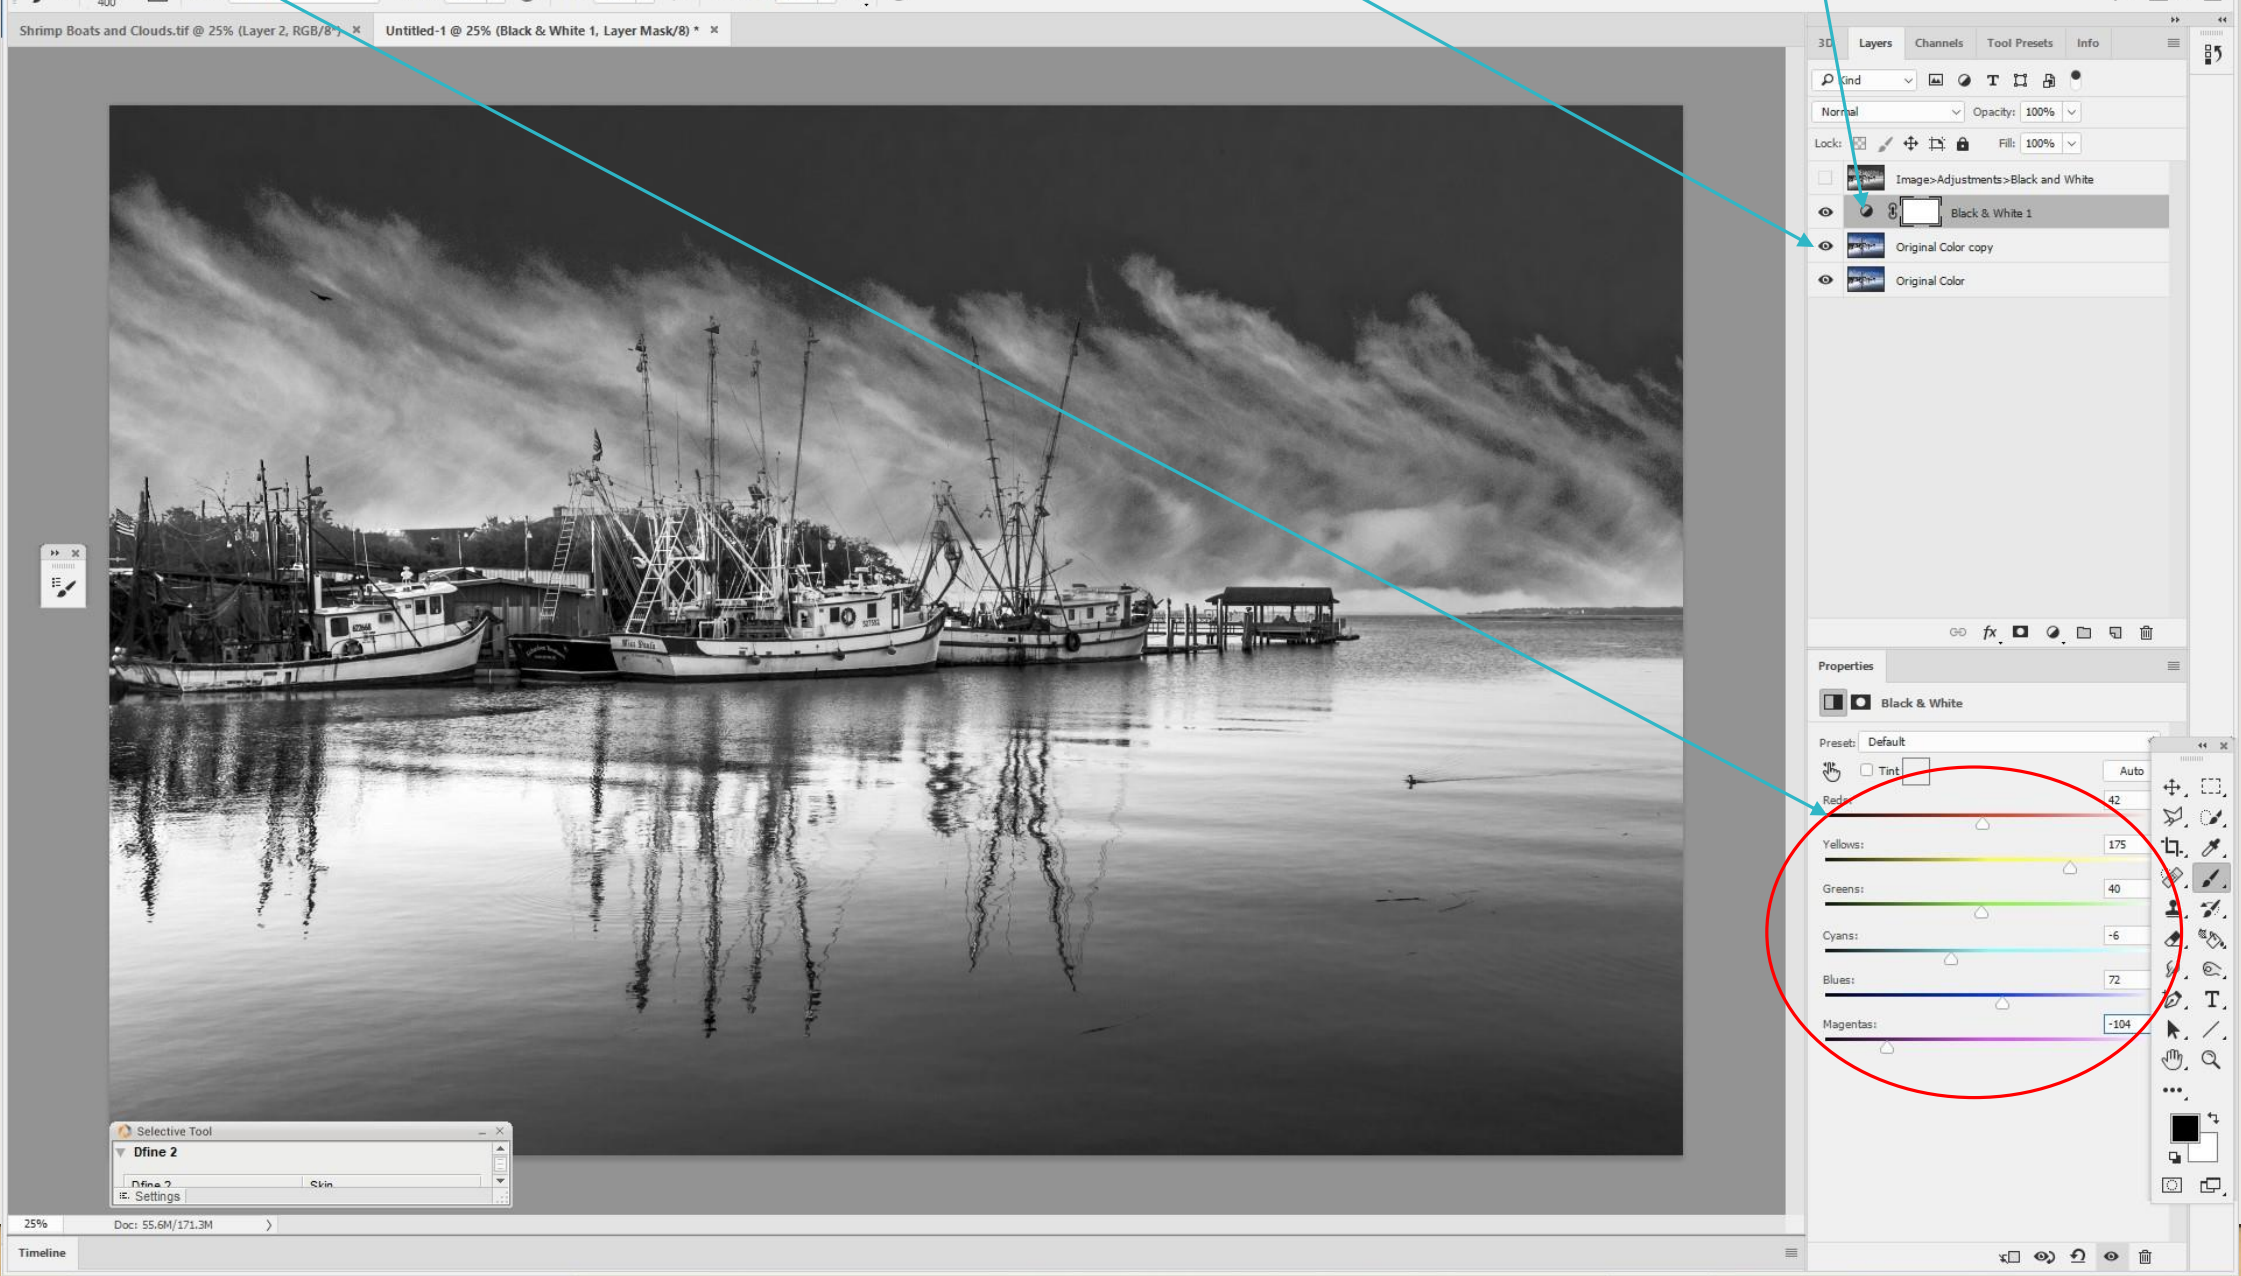 400
Shrimp Boats and Clouds.tif @ 25% (Layer 2, RGB/8*) ×
Untitled-1 @ 25% (Black & White 1, Layer Mask/8) * ×
3D Layers Channels Tool Presets Info
Kind
Normal Opacity: 100%
Lock: Fill: 100%
Image>Adjustments>Black and White
Black & White 1
Original Color copy
Original Color
fx
Properties
Black & White
Preset: Default
Tint Auto
Reds: 42
Yellows: 175
Greens: 40
Cyans: -6
Blues: 72
Magentas: -104
Miss Paula
Selective Tool
Dfine 2
Dfine 2 Skin
Settings
25% Doc: 55.6M/171.3M
Timeline